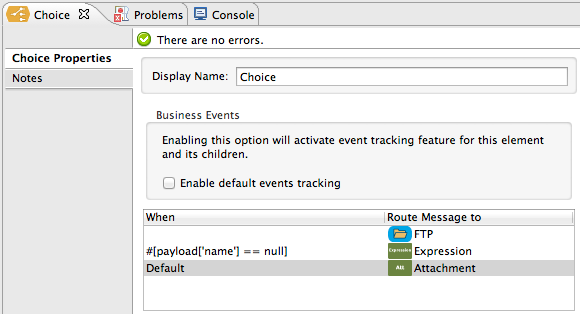 Choice Problems Console
There are no errors.
Choice Properties
Notes
Display Name: Choice
Business Events
Enabling this option will activate event tracking feature for this element
and its children.
Enable default events tracking
When Route Message to
FTP
#[payload['name'] == null] Expression Expression
Default ALL Attachment